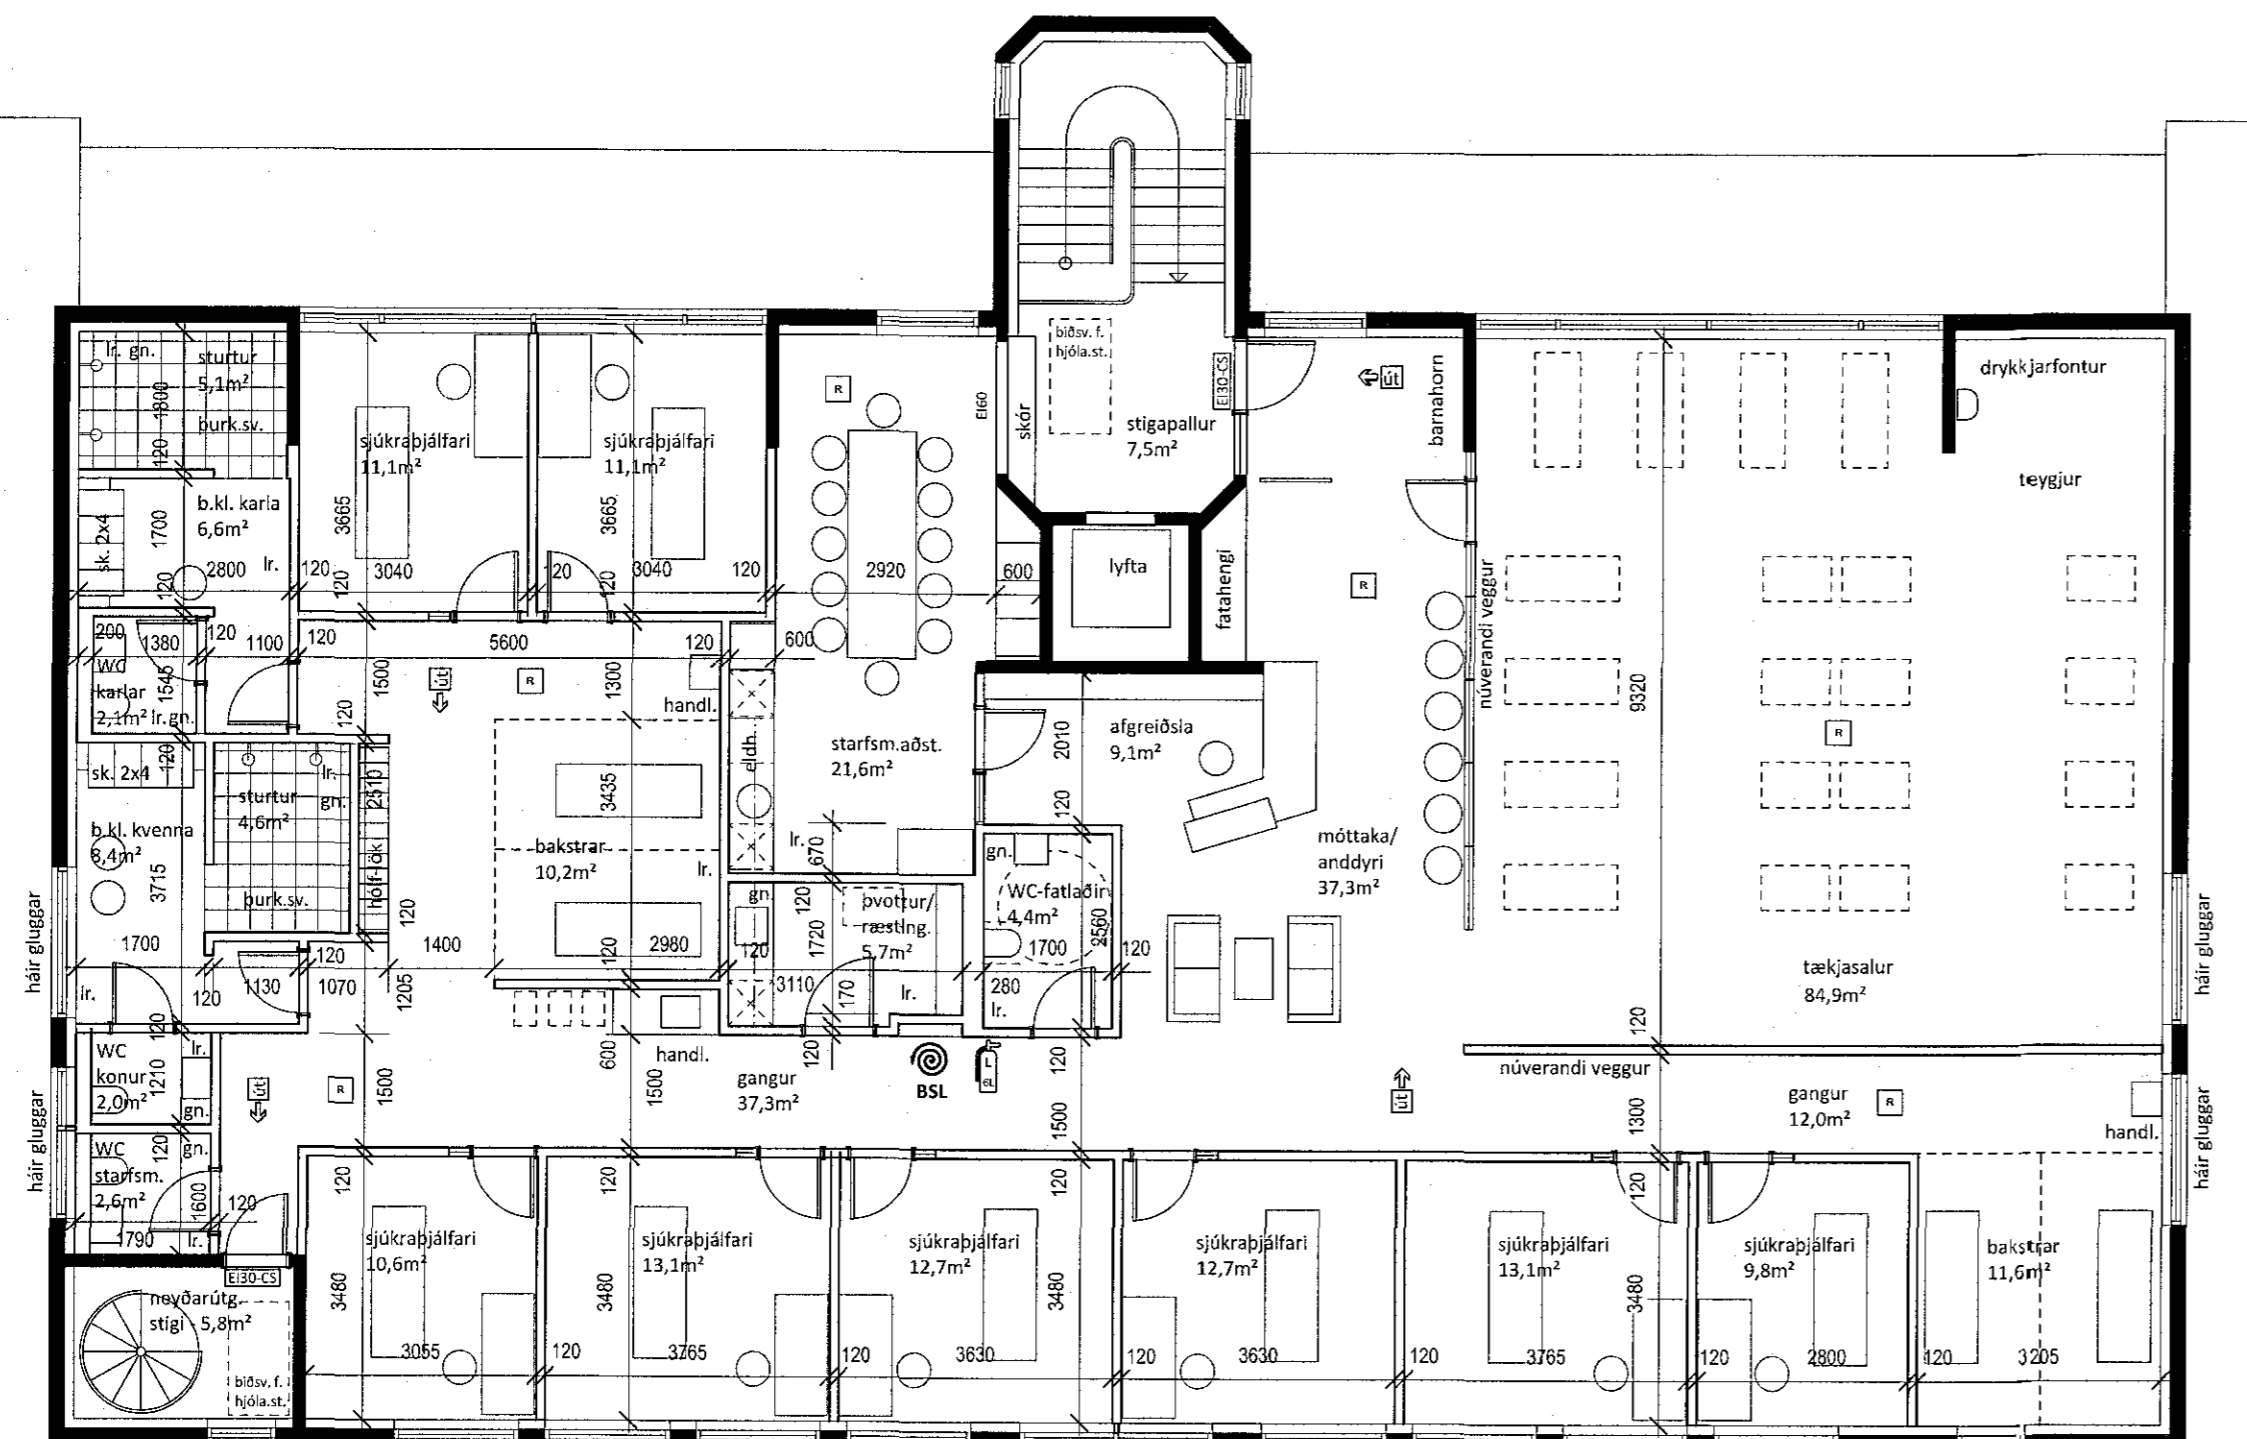 biðsv. f.
hjóla.st.
EI30-CS
EI60
skór
stigapallur
7,5m²
út
barnahorn
drykkjarfontur
teygjur
lr. gn.
sturtur
5,1m²
burk.sv.
1800
120
sjúkraþjálfari
11,1m²
3665
sjúkraþjálfari
11,1m²
3665
R
b.kl. karla
6,6m²
sk. 2x4
1700
lr.
120
2800
120
3040
120
120
3040
120
120
2920
600
lyfta
fatahengi
R
núverandi veggur
200
1380
120
1100
120
5600
120
600
WC
karlar
2,1m²
lr.gn.
1545
120
1500
120
út
R
1300
handl.
eldh.
starfsm.aðst.
21,6m²
afgreiðsla
9,1m²
2010
120
9320
R
sk. 2x4
sturtur
4,6m²
lr.
gn.
2510
hólf-lok
burk.sv.
b.kl. kvenna
8,4m²
3715
3435
bakstrar
10,2m²
lr.
lr.
670
móttaka/
anddyri
37,3m²
gn
120
þvottur/
ræsting.
5,7m²
1720
gn.
WC-fatlaðir
4,4m²
2560
1700
120
háir gluggar
1700
120
1400
120
2980
120
tækjasalur
84,9m²
háir gluggar
lr.
120
1130
120
1070
1205
3110
170
lr.
280
lr.
120
120
WC
konur
2,0m²
lr.
1210
gn.
út
R
1500
600
1500
handl.
gangur
37,3m²
120
BSL
L
6L
120
1500
út
núverandi veggur
1300
gangur
12,0m²
R
handl.
háir gluggar
háir gluggar
WC
starfsm.
2,6m²
120
gn.
1600
120
1790
lr.
EI30-CS
neyðarútg.
stigi - 5,8m²
biðsv. f.
hjóla.st.
120
sjúkraþjálfari
10,6m²
3480
3055
120
120
sjúkraþjálfari
13,1m²
3480
3765
120
sjúkraþjálfari
12,7m²
120
3480
3630
120
sjúkraþjálfari
12,7m²
3630
120
sjúkraþjálfari
13,1m²
120
3480
3765
120
sjúkraþjálfari
9,8m²
2800
120
bakstrar
11,6m²
3205